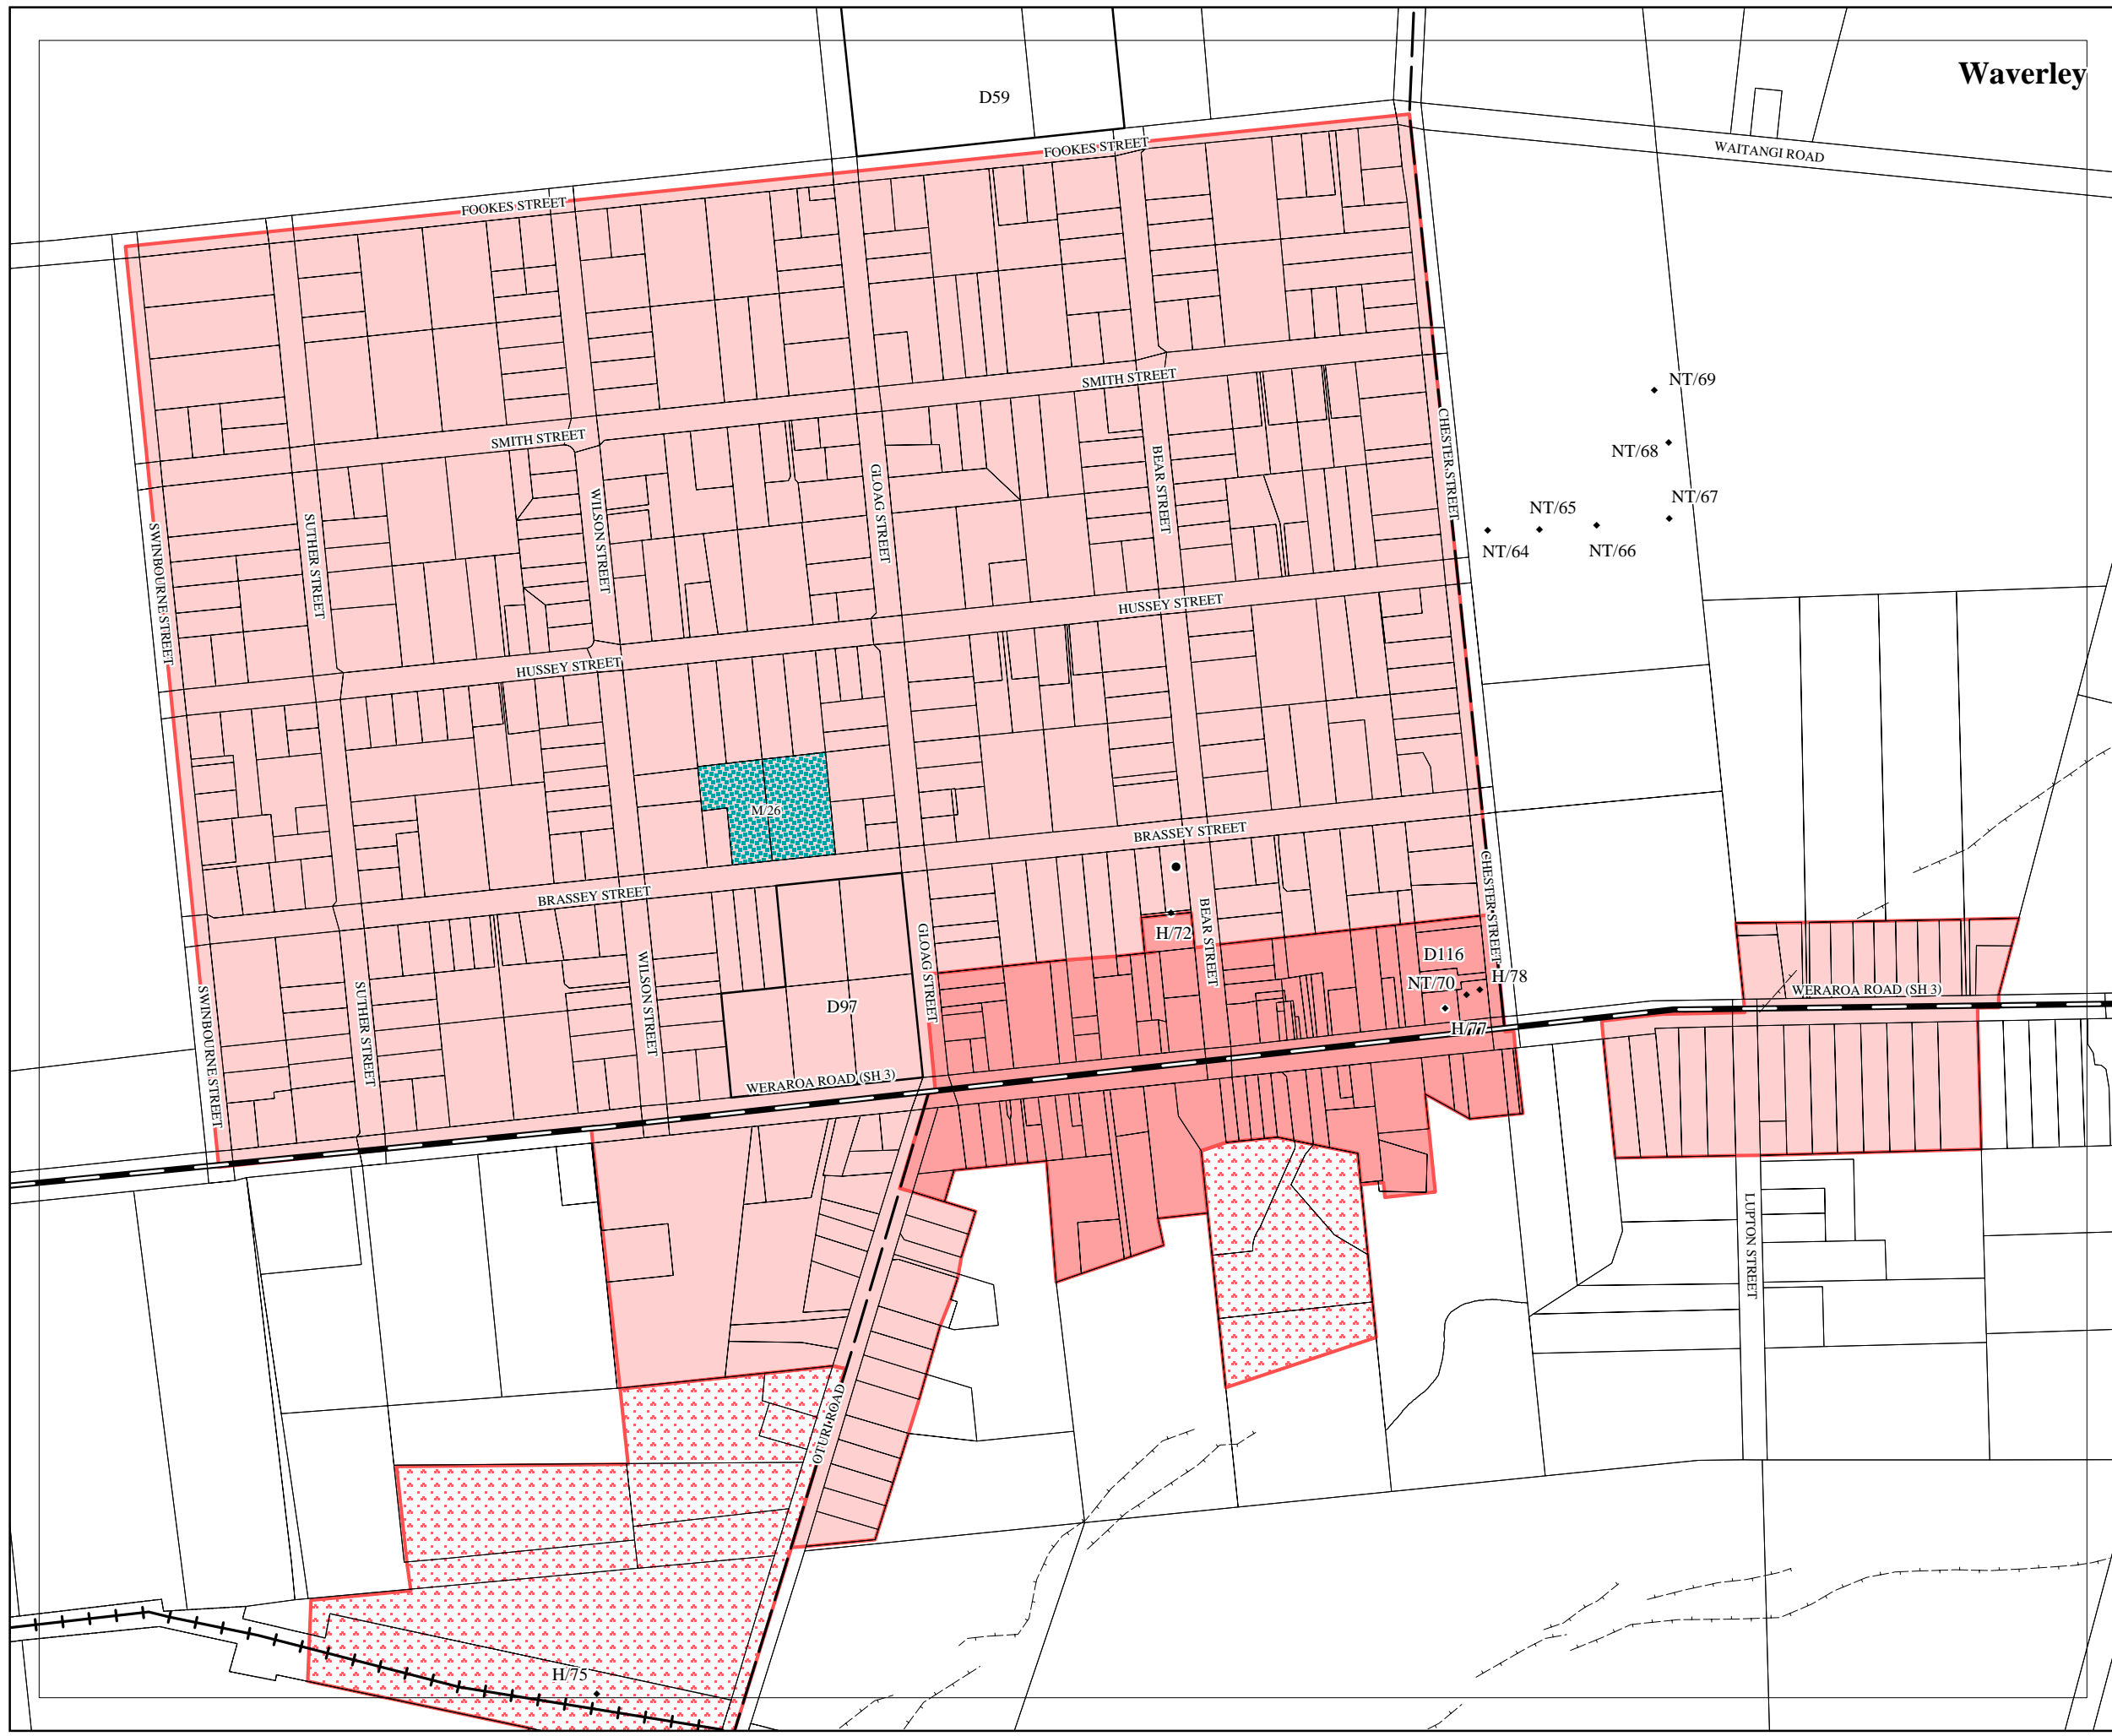 Waverley
D59
FOOKES STREET
WAITANGI ROAD
FOOKES STREET
NT/69
SMITH STREET
CHESTER STREET
SMITH STREET
NT/68
BEAR STREET
GLOAG STREET
NT/67
WILSON STREET
NT/65
SUTHER STREET
SWINBOURNE STREET
NT/64
NT/66
HUSSEY STREET
HUSSEY STREET
M/26
BRASSEY STREET
CHESTER STREET
BRASSEY STREET
BEAR STREET
H/72
GLOAG STREET
D116
WILSON STREET
H/78
NT/70
SUTHER STREET
SWINBOURNE STREET
WERAROA ROAD (SH 3)
D97
H/77
WERAROA ROAD (SH 3)
LUPTON STREET
OTURI ROAD
H/75